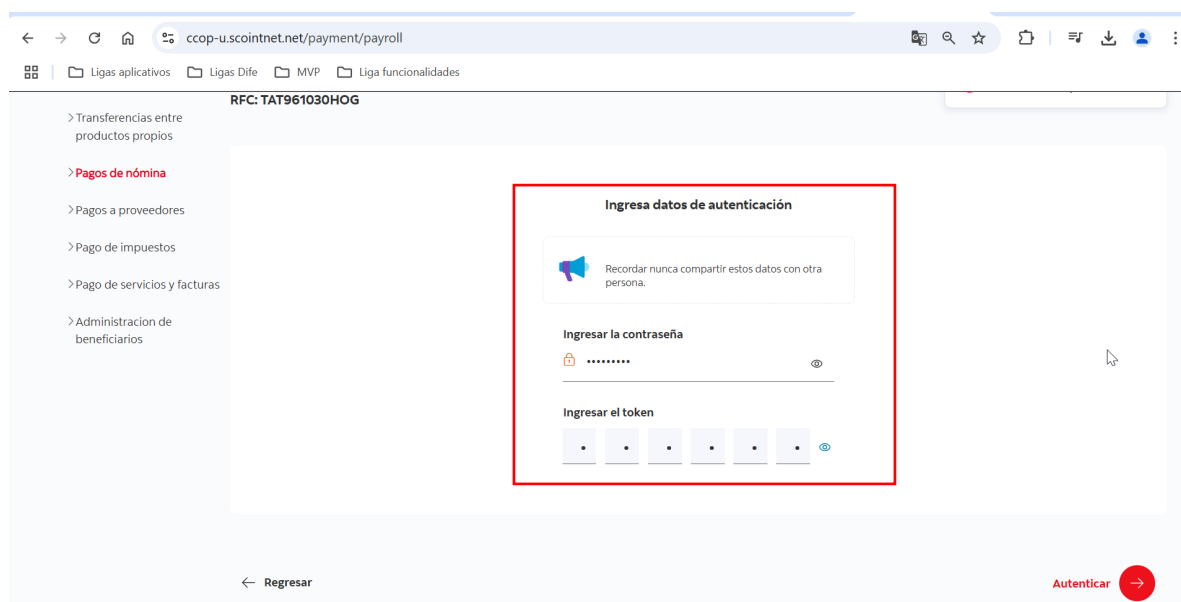 ccop-u.scointnet.net/payment/payroll
Ligas aplicativos
Ligas Dife
MVP
Liga funcionalidades
RFC: TAT961030HOG
Transferencias entre
productos propios
Pagos de nómina
Pagos a proveedores
Pago de impuestos
Pago de servicios y facturas
Administracion de
beneficiarios
Ingresa datos de autenticación
Recordar nunca compartir estos datos con otra
persona.
Ingresar la contraseña
•••••••••
Ingresar el token
• • • • • •
Regresar
Autenticar